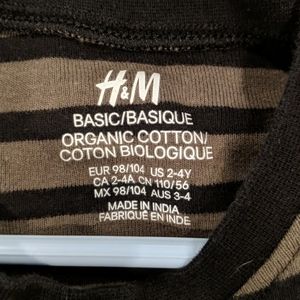 H&M
BASIC/BASIQUE
ORGANIC COTTON/
COTON BIOLOGIQUE
EUR 98/104 US 2-4Y
CA 2-4A CN 110/56
MX 98/104 AUS 3-4
MADE IN INDIA
FABRIQUÉ EN INDE